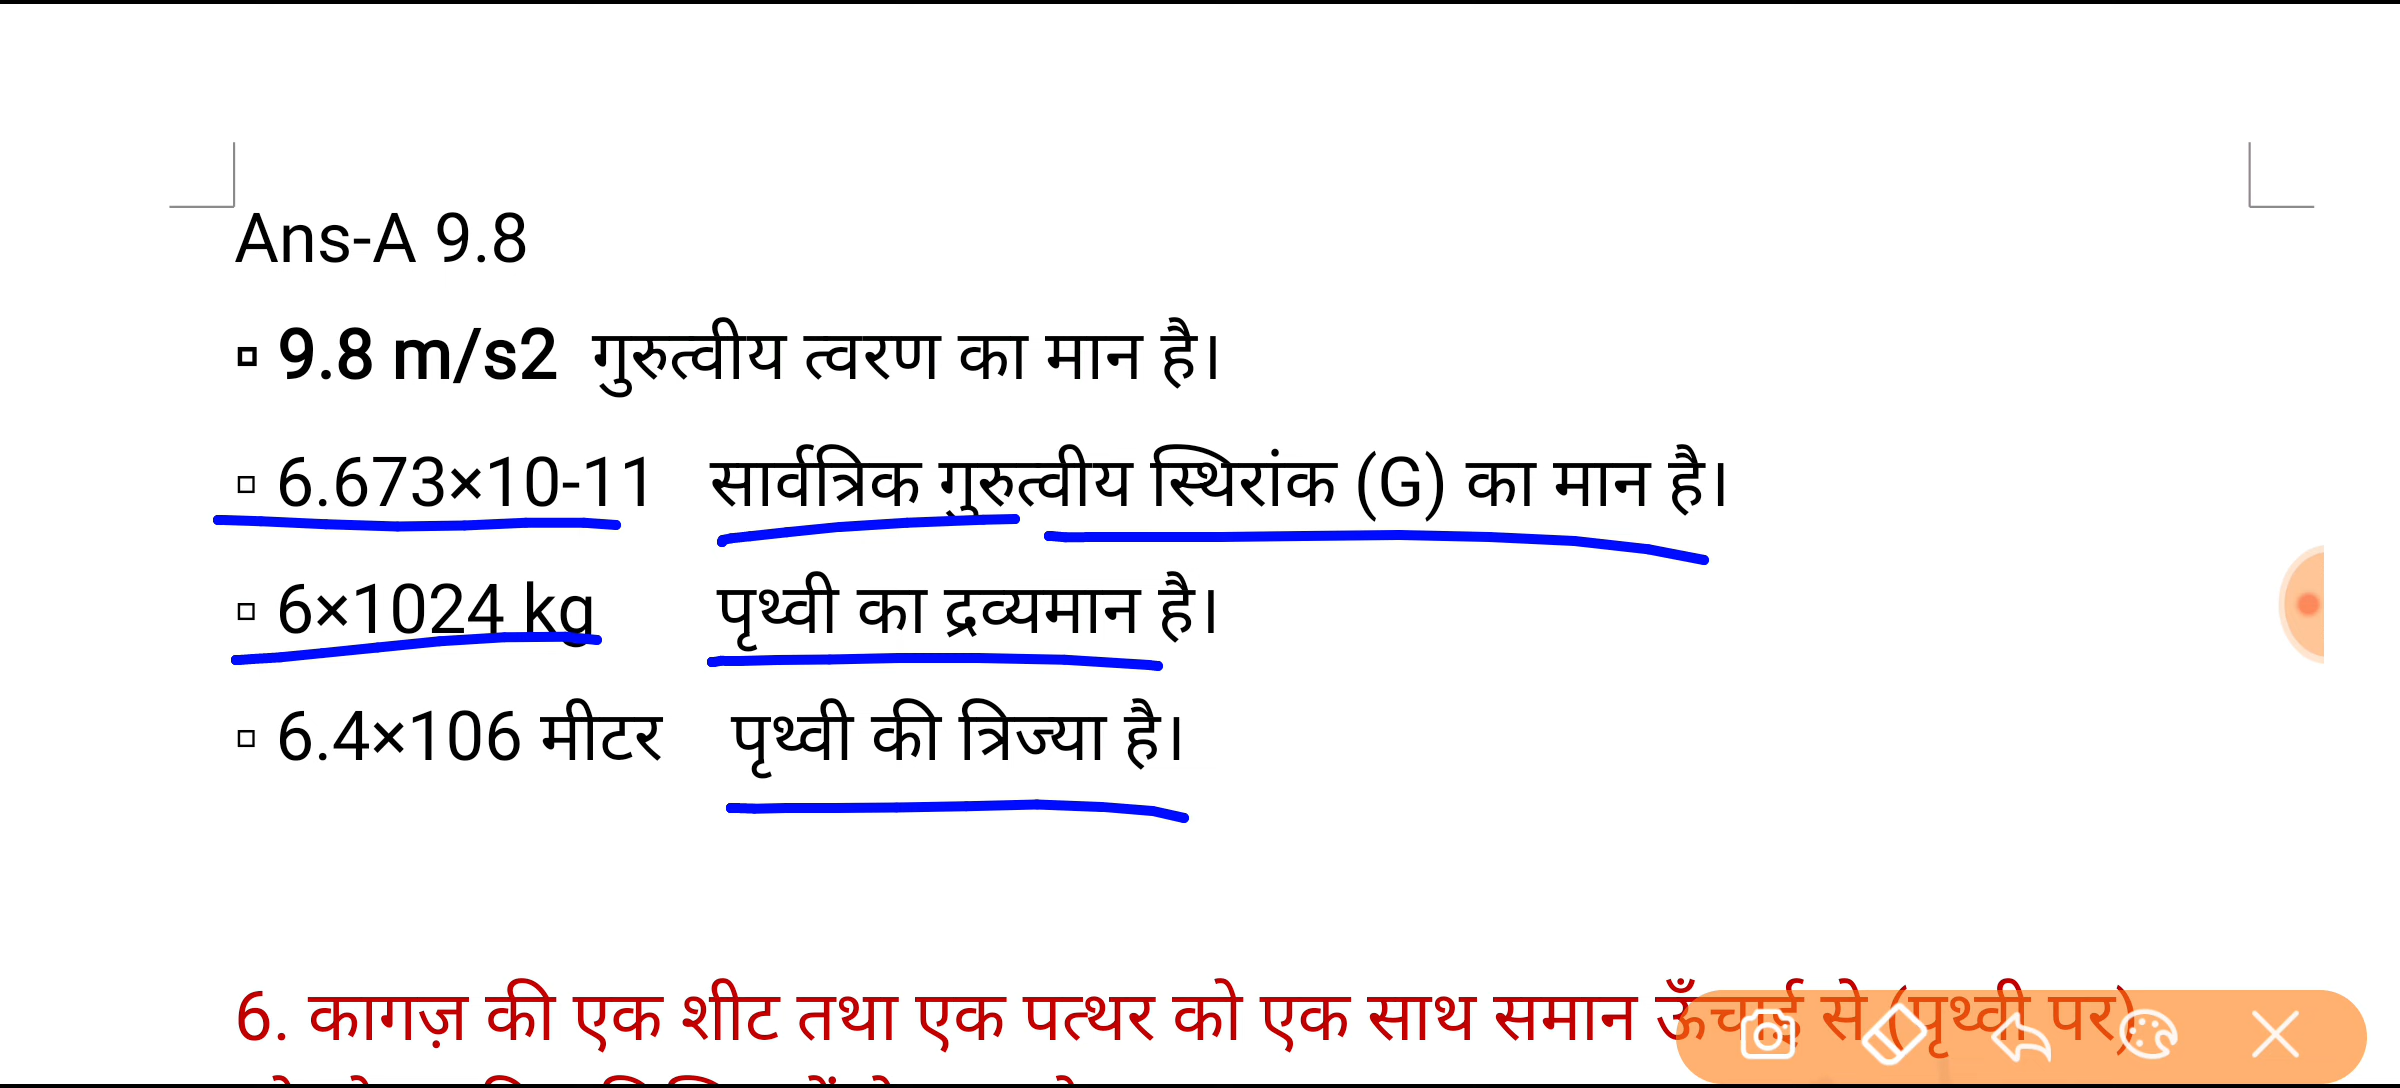 Ans-A 9.8
▫ 9.8 m/s2 गुरुत्वीय त्वरण का मान है।
▫ 6.673×10-11 सार्वत्रिक गुरुत्वीय स्थिरांक (G) का मान है।
▫ 6×1024 kg पृथ्वी का द्रव्यमान है।
▫ 6.4×106 मीटर पृथ्वी की त्रिज्या है।
6. कागज़ की एक शीट तथा एक पत्थर को एक साथ समान ऊँचाई से (पृथ्वी पर)